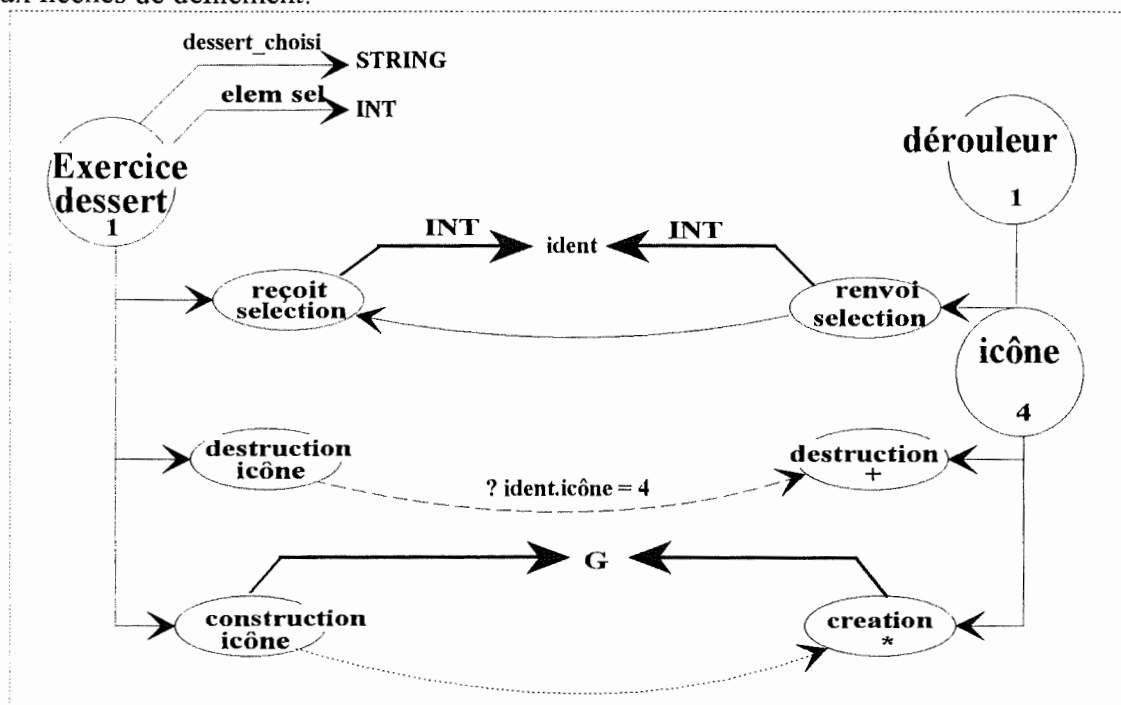 dessert_choisi
STRING
elem sel
INT
Exercice
dessert
1
dérouleur
1
INT ident INT
reçoit
selection
renvoi
selection
icône
4
destruction
icône
? ident.icône = 4
destruction
+
G
construction
icône
creation
*